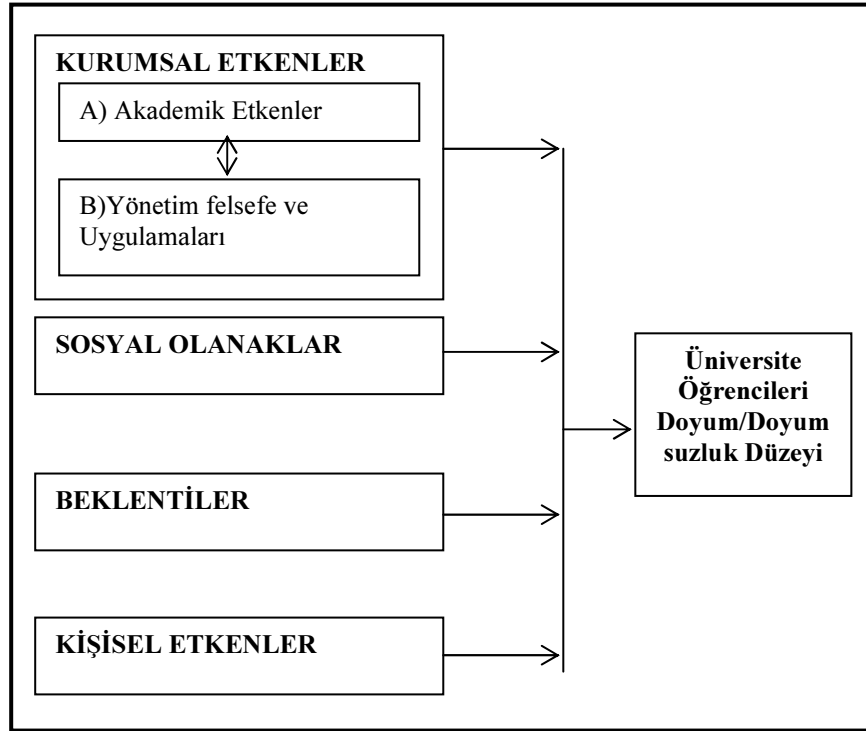 KURUMSAL ETKENLER
A) Akademik Etkenler
B)Yönetim felsefe ve
Uygulamaları
SOSYAL OLANAKLAR
BEKLENTİLER
KİŞİSEL ETKENLER
Üniversite
Öğrencileri
Doyum/Doyum
suzluk Düzeyi